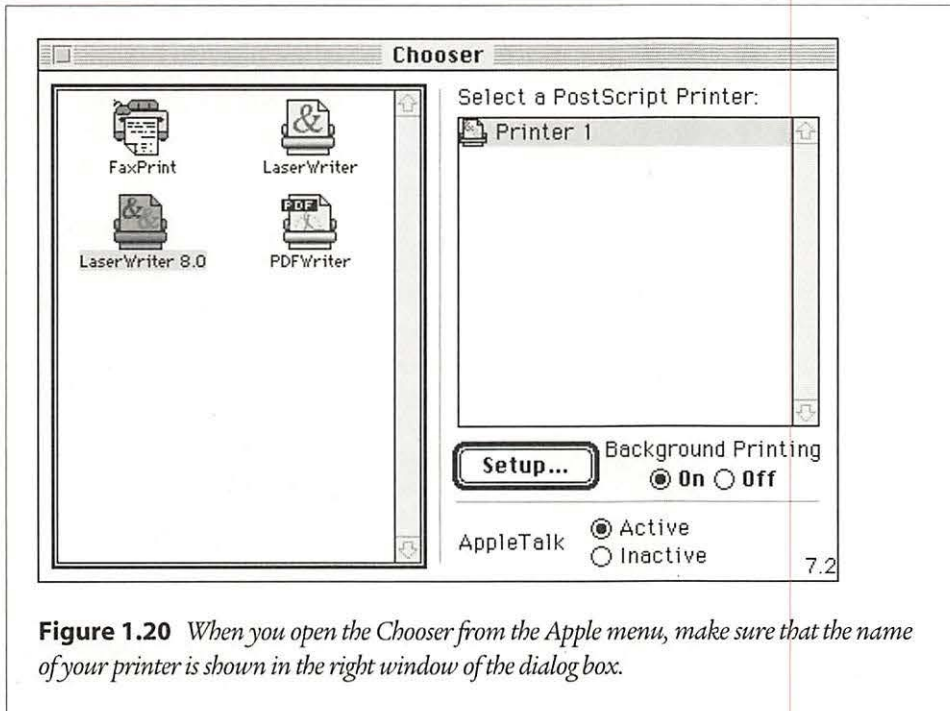 Chooser
FaxPrint
LaserWriter
PDF
LaserWriter 8.0
PDFWriter
Select a PostScript Printer:
Printer 1
Setup...
Background Printing
On Off
AppleTalk
Active
Inactive
7.2
Figure 1.20 When you open the Chooser from the Apple menu, make sure that the name
of your printer is shown in the right window of the dialog box.